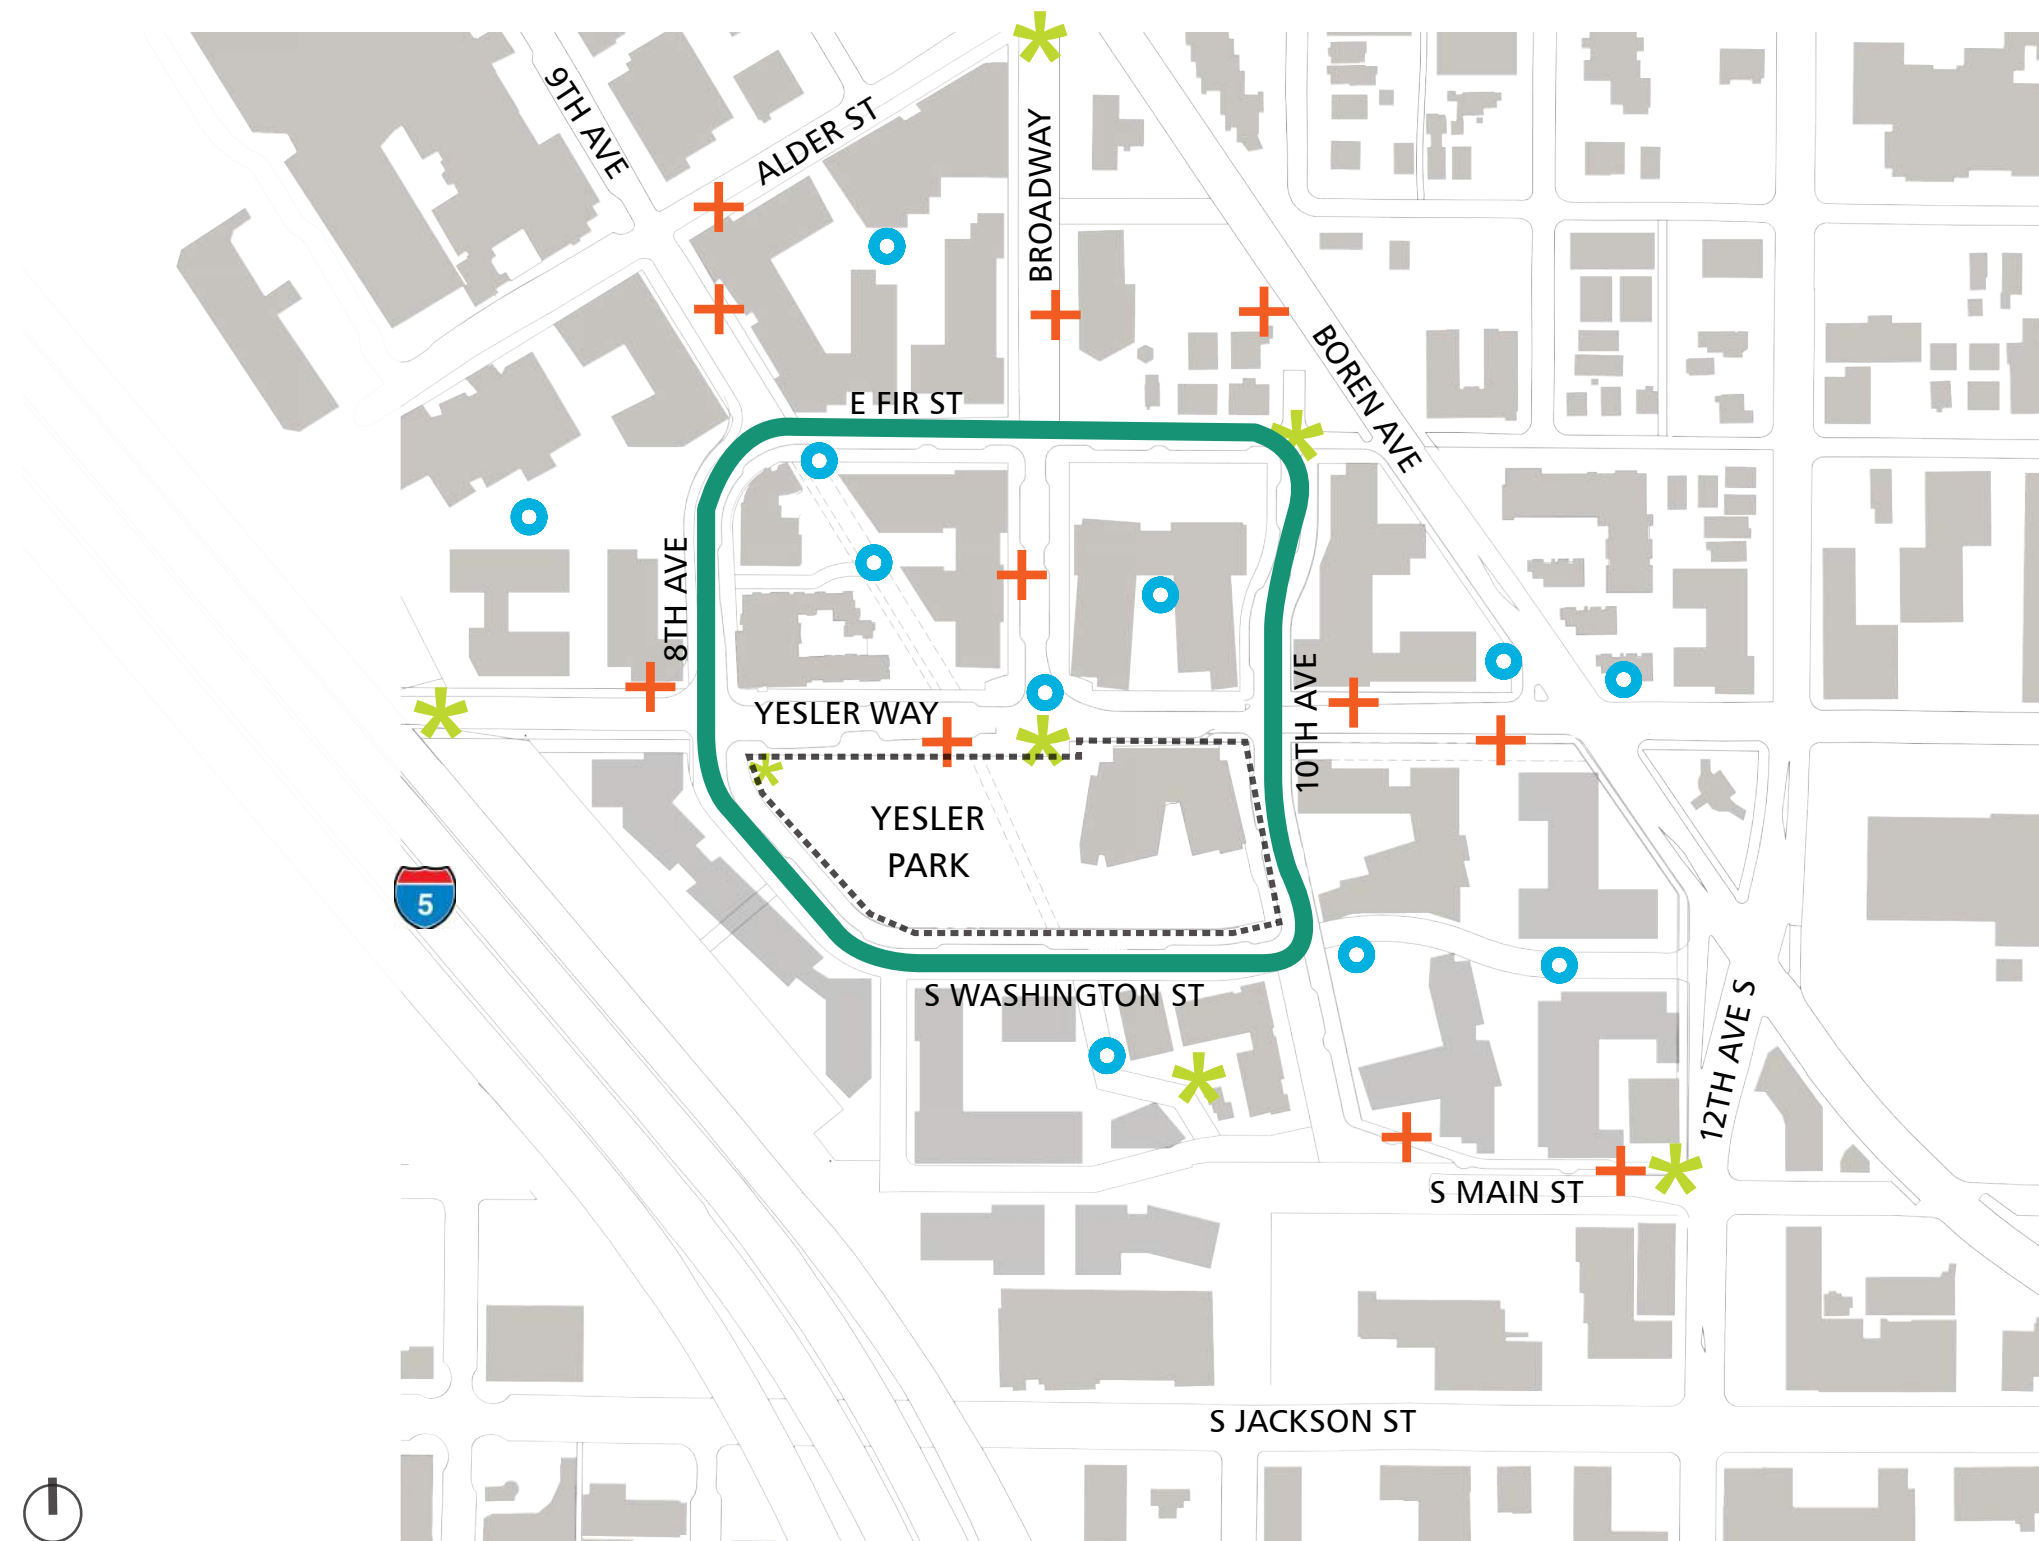 9TH AVE
ALDER ST
BROADWAY
BOREN AVE
E FIR ST
8TH AVE
YESLER WAY
10TH AVE
YESLER
PARK
5
S WASHINGTON ST
12TH AVE S
S MAIN ST
S JACKSON ST